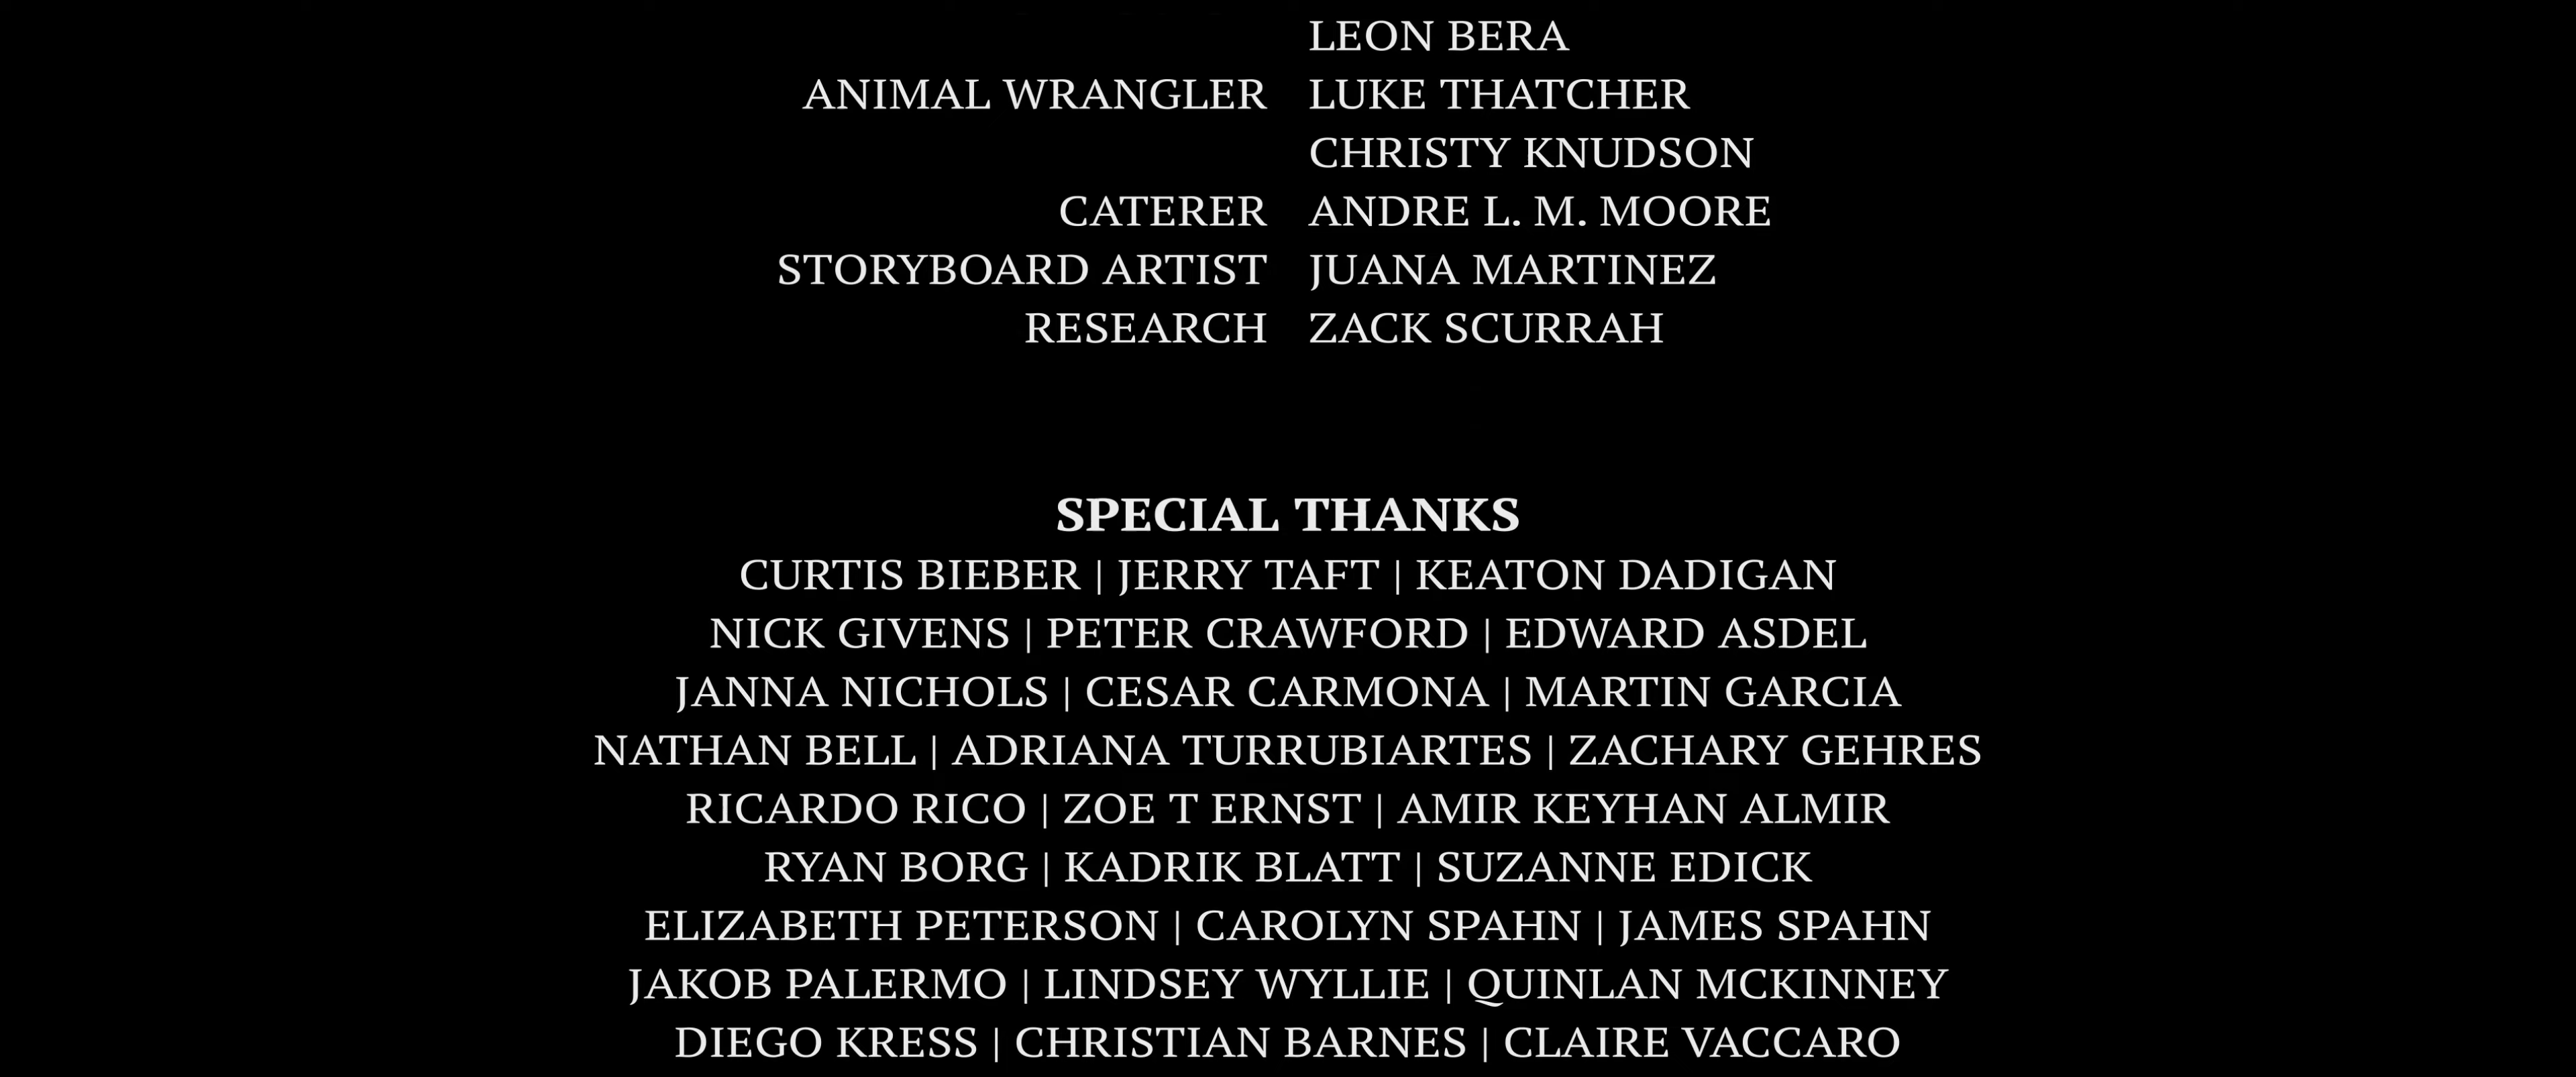 LEON BERA
ANIMAL WRANGLER LUKE THATCHER
CHRISTY KNUDSON
CATERER ANDRE L. M. MOORE
STORYBOARD ARTIST JUANA MARTINEZ
RESEARCH ZACK SCURRAH
SPECIAL THANKS
CURTIS BIEBER | JERRY TAFT | KEATON DADIGAN
NICK GIVENS | PETER CRAWFORD | EDWARD ASDEL
JANNA NICHOLS | CESAR CARMONA | MARTIN GARCIA
NATHAN BELL | ADRIANA TURRUBIARTES | ZACHARY GEHRES
RICARDO RICO | ZOE T ERNST | AMIR KEYHAN ALMIR
RYAN BORG | KADRIK BLATT | SUZANNE EDICK
ELIZABETH PETERSON | CAROLYN SPAHN | JAMES SPAHN
JAKOB PALERMO | LINDSEY WYLLIE | QUINLAN MCKINNEY
DIEGO KRESS | CHRISTIAN BARNES | CLAIRE VACCARO